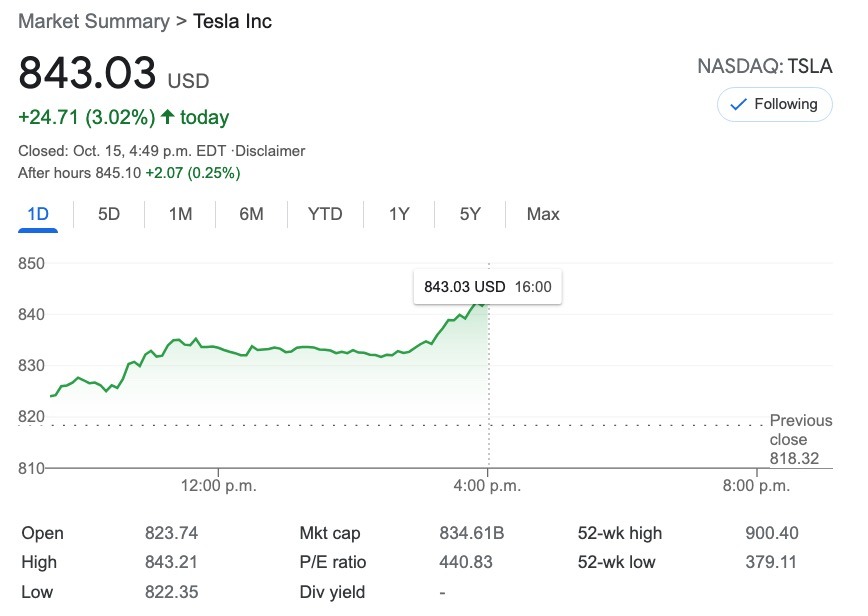 Market Summary > Tesla Inc
843.03 USD
NASDAQ: TSLA
+24.71 (3.02%) ↑ today
Following
Closed: Oct. 15, 4:49 p.m. EDT ·Disclaimer
After hours 845.10 +2.07 (0.25%)
1D 5D 1M 6M YTD 1Y 5Y Max
850
843.03 USD 16:00
840
830
820
Previous
close
818.32
810
12:00 p.m. 4:00 p.m. 8:00 p.m.
Open 823.74 Mkt cap 834.61B 52-wk high 900.40
High 843.21 P/E ratio 440.83 52-wk low 379.11
Low 822.35 Div yield -